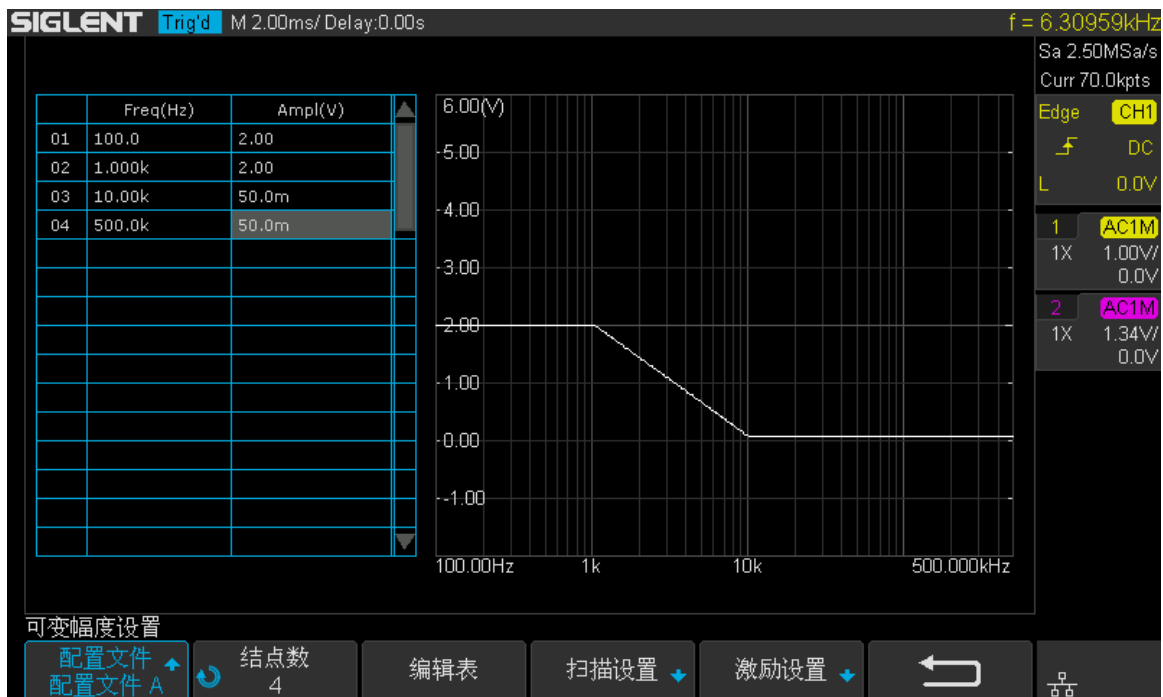 SIGLENT Trig'd M 2.00ms/ Delay:0.00s f = 6.30959kHz
Sa 2.50MSa/s
Curr 70.0kpts
Edge CH1
DC
L 0.0V
1 AC1M
1X 1.00V/
0.0V
2 AC1M
1X 1.34V/
0.0V
Freq(Hz) Ampl(V)
01 100.0 2.00
02 1.000k 2.00
03 10.00k 50.0m
04 500.0k 50.0m
6.00(V)
5.00
4.00
3.00
2.00
1.00
0.00
-1.00
100.00Hz 1k 10k 500.000kHz
可变幅度设置
配置文件
配置文件 A
结点数
4
编辑表
扫描设置
激励设置